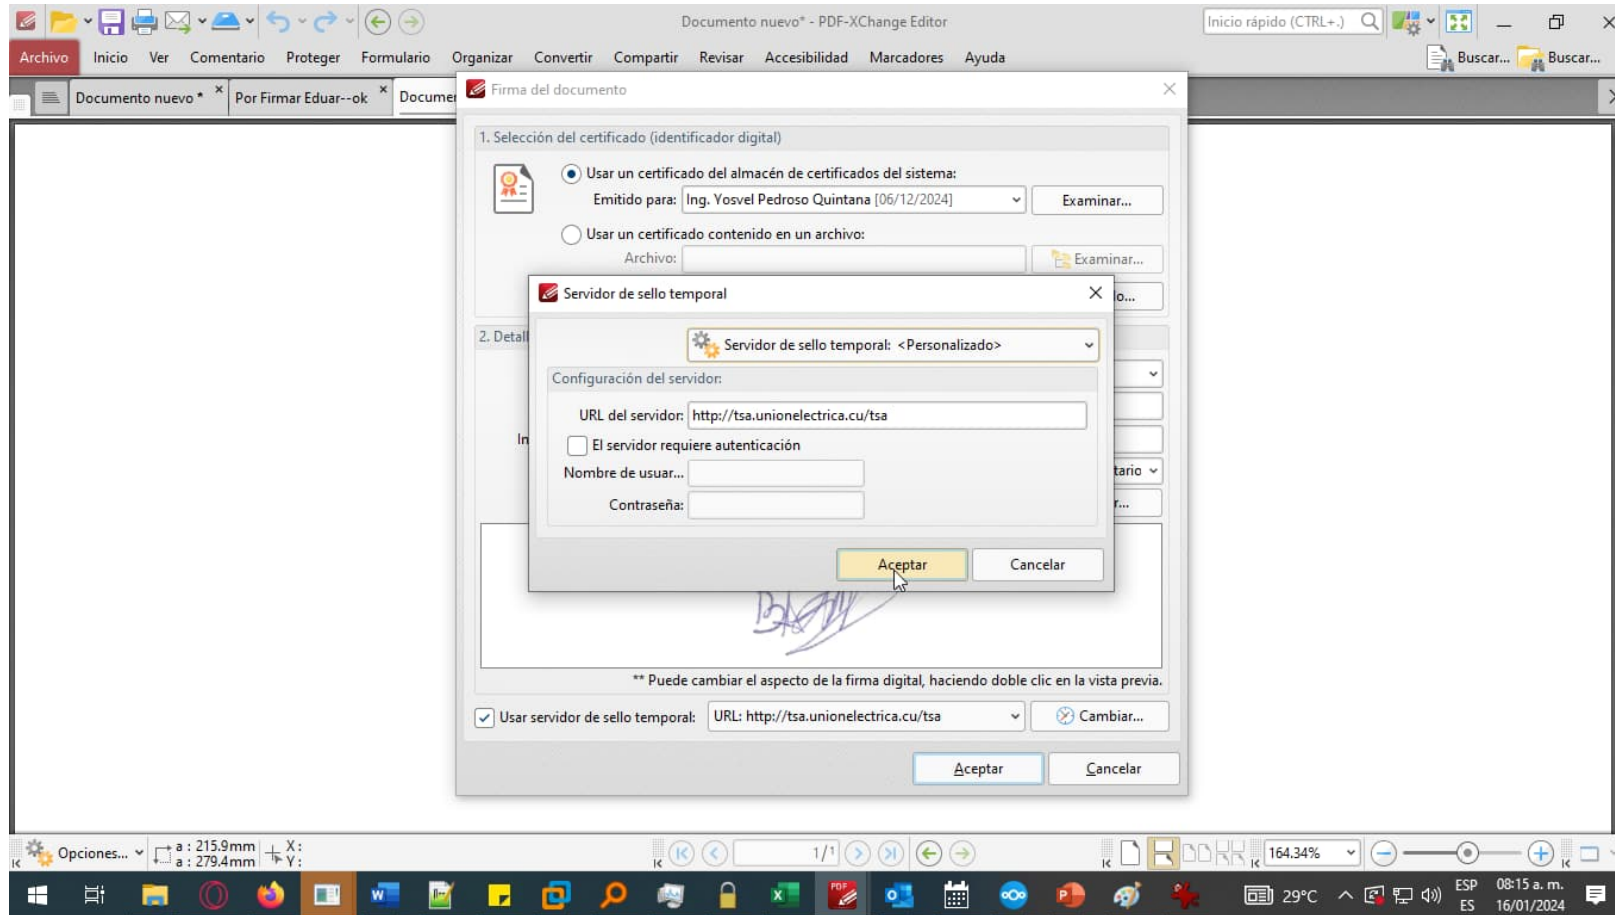 Documento nuevo* - PDF-XChange Editor
Inicio rápido (CTRL+.)
Archivo Inicio Ver Comentario Proteger Formulario Organizar Convertir Compartir Revisar Accesibilidad Marcadores Ayuda
Buscar... Buscar...
Documento nuevo * Por Firmar Eduar--ok Docume
Firma del documento
1. Selección del certificado (identificador digital)
Usar un certificado del almacén de certificados del sistema:
Emitido para: Ing. Yosvel Pedroso Quintana [06/12/2024] Examinar...
Usar un certificado contenido en un archivo:
Archivo: Examinar...
Servidor de sello temporal
lo...
2. Detall
Servidor de sello temporal: <Personalizado>
Configuración del servidor:
URL del servidor: http://tsa.unionelectrica.cu/tsa
In
El servidor requiere autenticación
Nombre de usuar...
tario
Contraseña:
r...
Aceptar Cancelar
** Puede cambiar el aspecto de la firma digital, haciendo doble clic en la vista previa.
Usar servidor de sello temporal: URL: http://tsa.unionelectrica.cu/tsa Cambiar...
Aceptar Cancelar
Opciones... a : 215.9mm X :
a : 279.4mm Y :
1/1
164.34%
29°C
ESP
ES
08:15 a. m.
16/01/2024